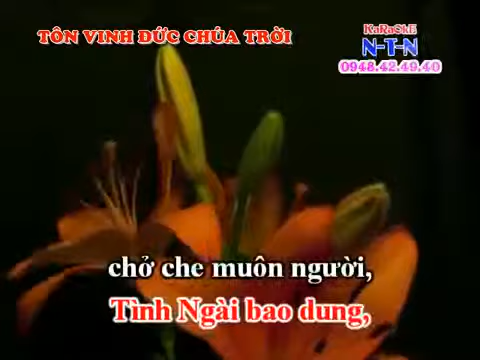 TÔN VINH ĐỨC CHÚA TRỜI
KaRaOkE
N-T-N
0948.42.49.40
chở che muôn người,
Tình Ngài bao dung,